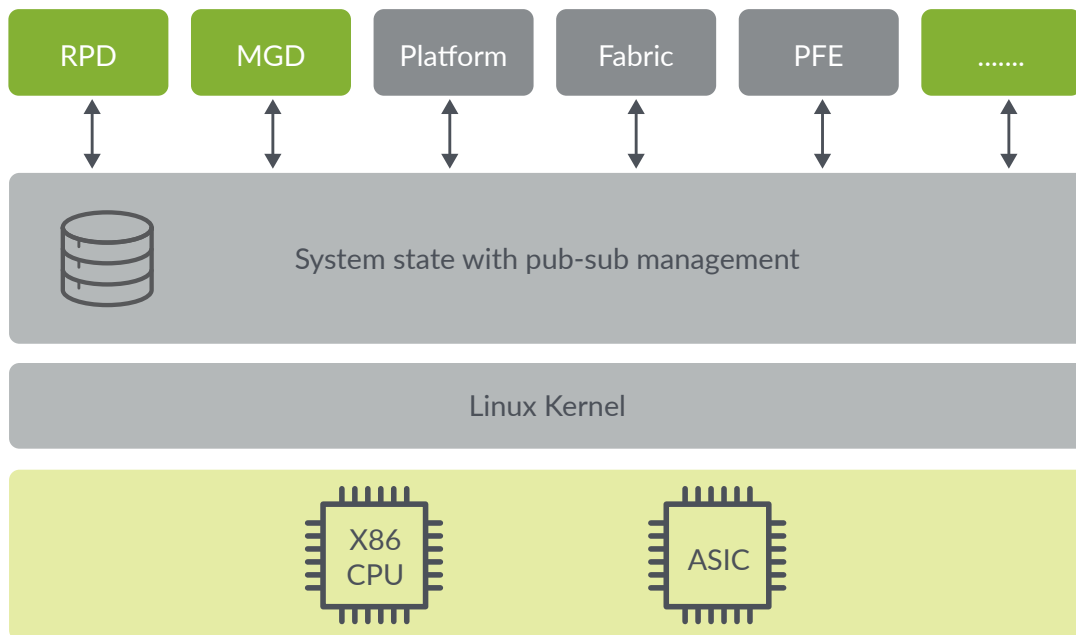 RPD
MGD
Platform
Fabric
PFE
.......
System state with pub-sub management
Linux Kernel
X86
CPU
ASIC